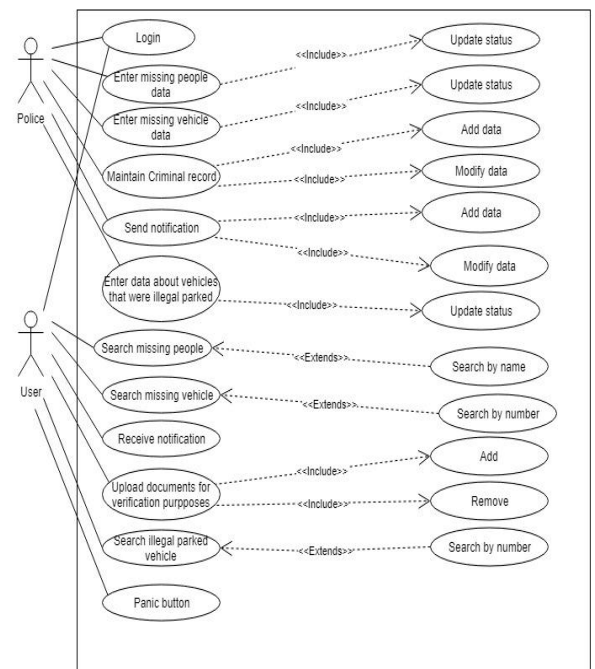 Login
Update status
<<Include>>
Enter missing people
data
Police
Update status
<<Include>>
Enter missing vehicle
data
Add data
<<Include>>
Maintain Criminal record
Modify data
<<Include>>
Add data
<<Include>>
Send notification
<<Include>>
Modify data
Enter data about vehicles
that were illegal parked
<<Include>>
Update status
User
Search missing people
<<Extends>>
Search by name
Search missing vehicle
<<Extends>>
Search by number
Receive notification
Add
<<Include>>
Upload documents for
verification purpposes
<<Include>>
Remove
Search illegal parked
vehicle
<<Extends>>
Search by number
Panic button